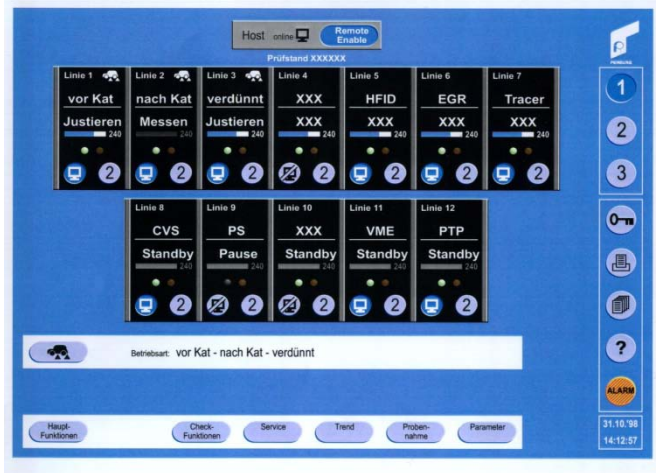 Host online Remote
Enable
Prüfstand XXXXXX
Linie 1 Linie 2 Linie 3 Linie 4 Linie 5 Linie 6 Linie 7
vor Kat nach Kat verdünnt XXX HFID EGR Tracer
Justieren Messen Justieren XXX XXX XXX XXX
240 240 240 240 240 240 240
2 2 2 2 2 2 2
Linie 8 Linie 9 Linie 10 Linie 11 Linie 12
CVS PS XXX VME PTP
Standby Pause Standby Standby Standby
240 240 240 240 240
2 2 2 2 2
Betriebsart: vor Kat - nach Kat - verdünnt
Haupt-
Funktionen
Check-
Funktionen
Service
Trend
Proben-
nahme
Parameter
PIERBURG
1
2
3
?
ALARM
31.10.'98
14:12:57